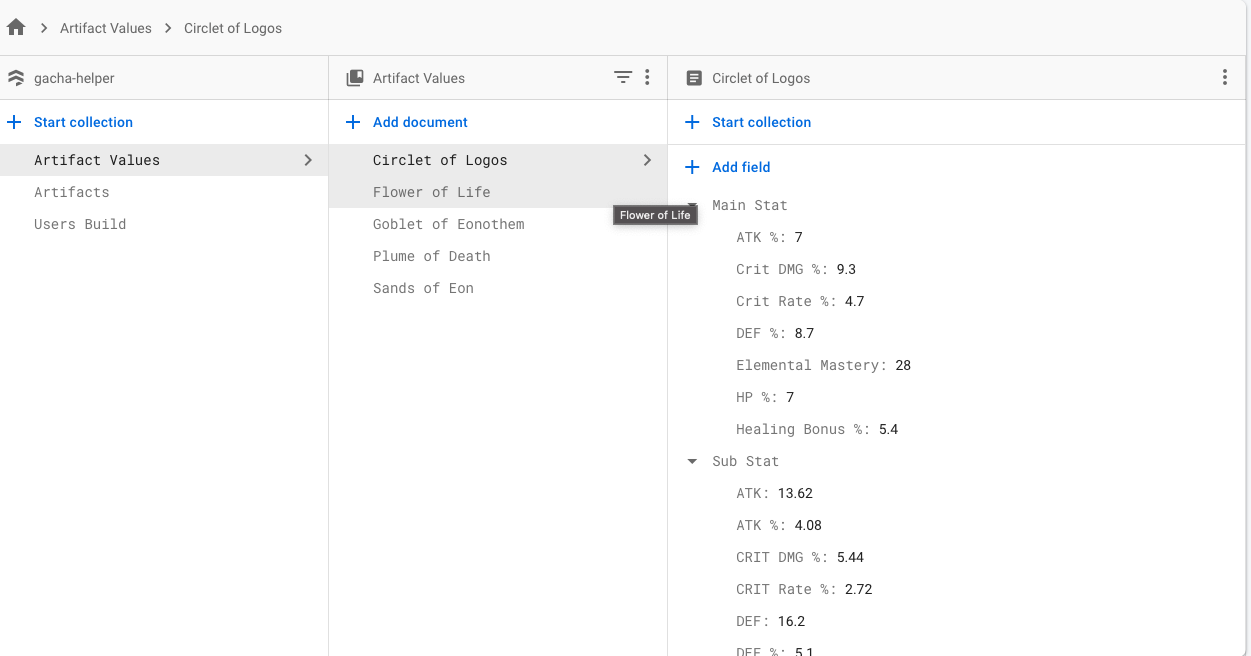 Artifact Values Circlet of Logos
gacha-helper
Start collection
Artifact Values
Artifacts
Users Build
Artifact Values
Add document
Circlet of Logos
Flower of Life
Goblet of Eonothem
Plume of Death
Sands of Eon
Flower of Life
Circlet of Logos
Start collection
Add field
Main Stat
ATK %: 7
Crit DMG %: 9.3
Crit Rate %: 4.7
DEF %: 8.7
Elemental Mastery: 28
HP %: 7
Healing Bonus %: 5.4
Sub Stat
ATK: 13.62
ATK %: 4.08
CRIT DMG %: 5.44
CRIT Rate %: 2.72
DEF: 16.2
DEF %: 5.1